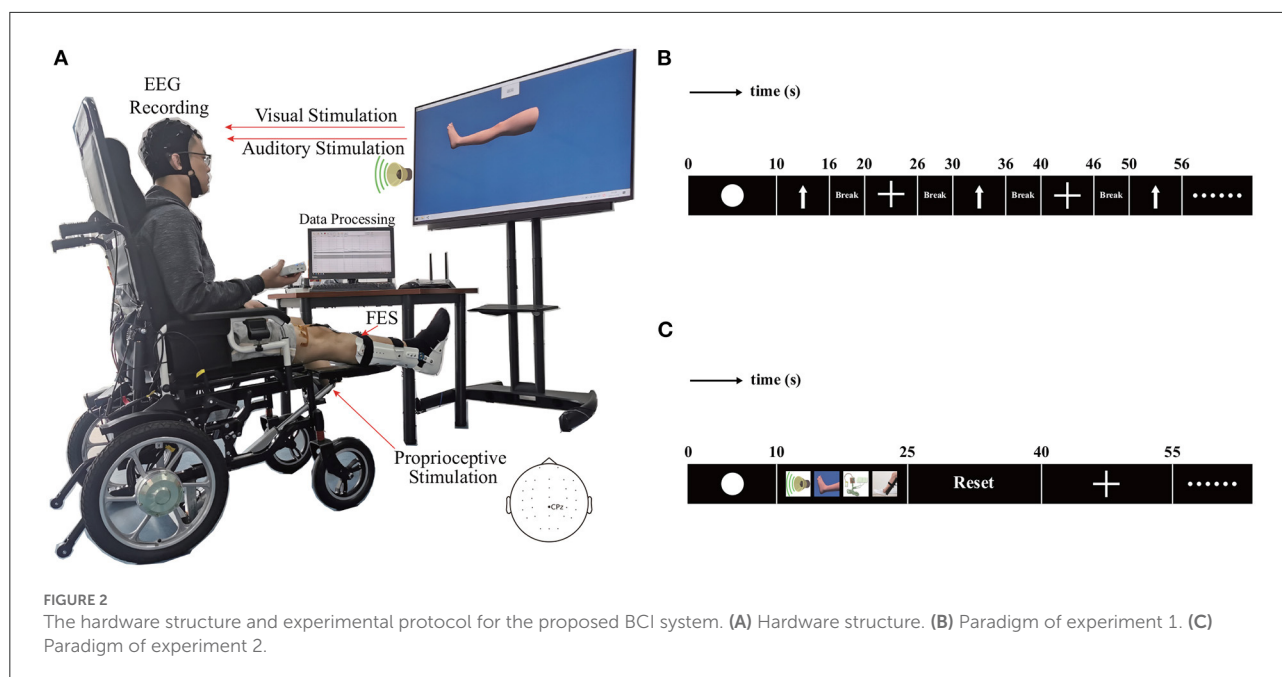 A
EEG
Recording
Visual Stimulation
Auditory Stimulation
Data Processing
FES
Proprioceptive
Stimulation
CPz
B
time (s)
0 10 16 20 26 30 36 40 46 50 56
Break Break Break Break
C
time (s)
0 10 25 40 55
Reset
FIGURE 2
The hardware structure and experimental protocol for the proposed BCI system. (A) Hardware structure. (B) Paradigm of experiment 1. (C)
Paradigm of experiment 2.